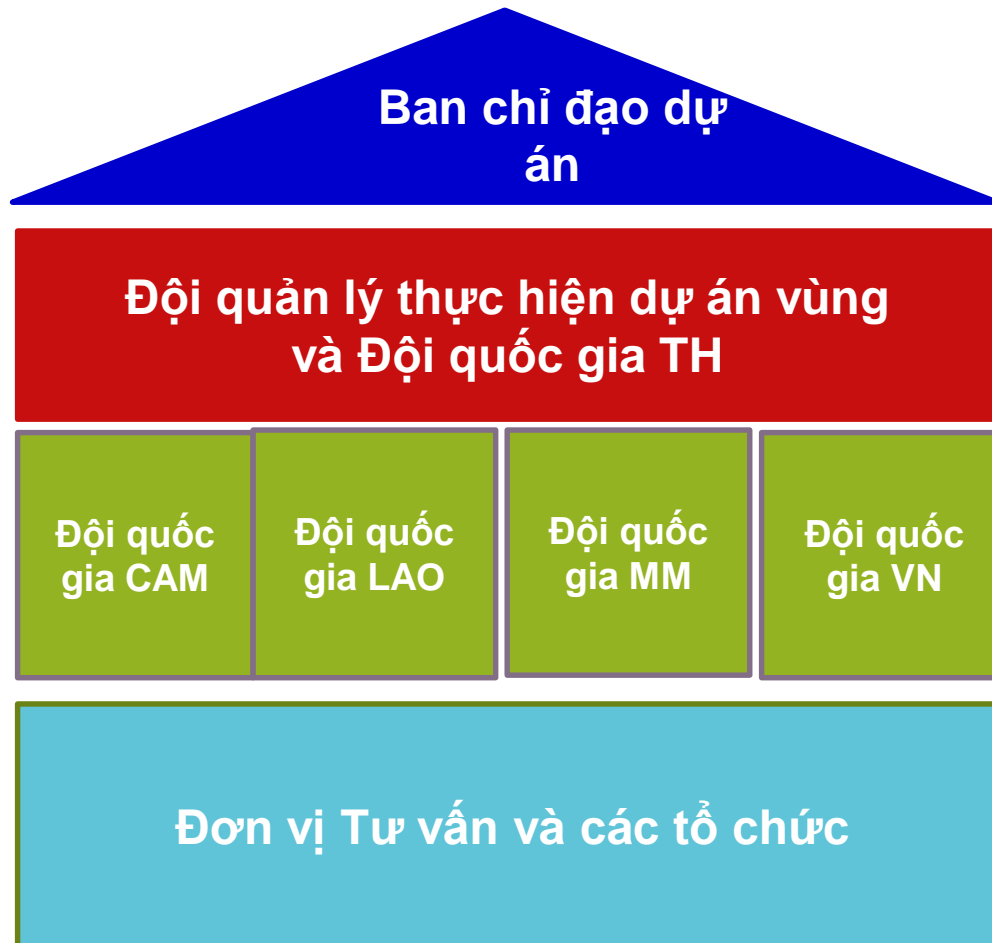 Ban chỉ đạo dự
án
Đội quản lý thực hiện dự án vùng
và Đội quốc gia TH
Đội quốc
gia CAM
Đội quốc
gia LAO
Đội quốc
gia MM
Đội quốc
gia VN
Đơn vị Tư vấn và các tổ chức